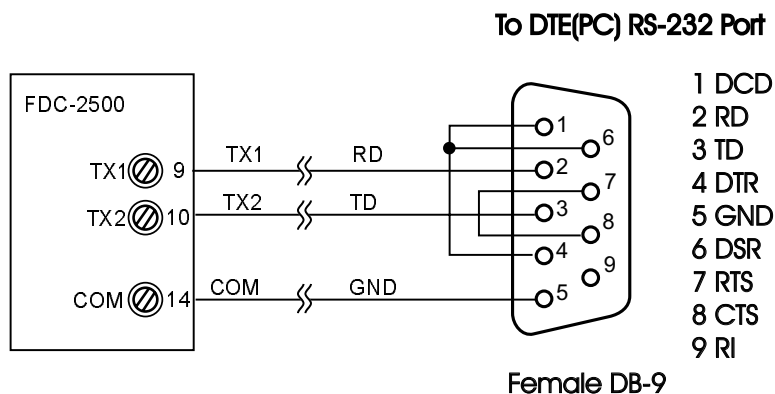 To DTE(PC) RS-232 Port
FDC-2500
TX1 9
TX1 RD
TX2 10
TX2 TD
COM 14
COM GND
1
6
2
7
3
8
4
9
5
1 DCD
2 RD
3 TD
4 DTR
5 GND
6 DSR
7 RTS
8 CTS
9 RI
Female DB-9